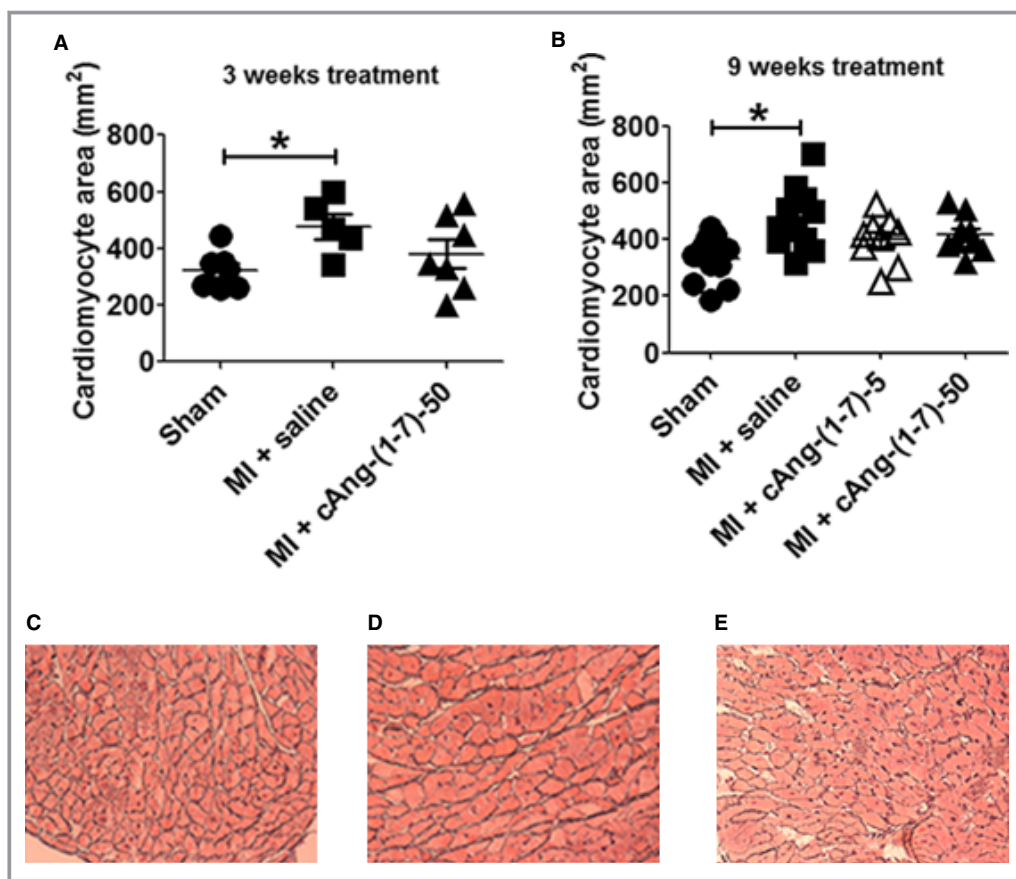 A
3 weeks treatment
Cardiomyocyte area (mm²)
800
600
400
200
0
*
Sham
MI + saline
MI + cAng-(1-7)-50
B
9 weeks treatment
Cardiomyocyte area (mm²)
800
600
400
200
0
*
Sham
MI + saline
MI + cAng-(1-7)-5
MI + cAng-(1-7)-50
C
D
E